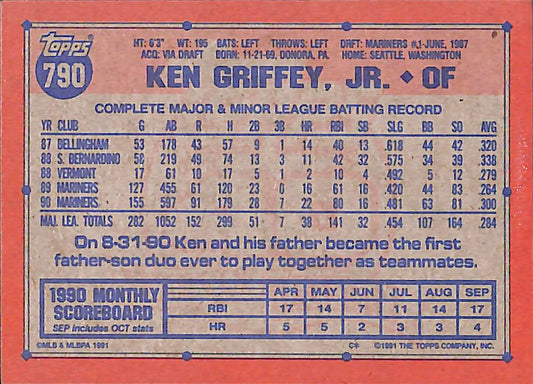 Topps®
790
HT: 6'3" WT: 195 BATS: LEFT THROWS: LEFT DRFT: MARINERS #1-JUNE, 1987
ACQ: VIA DRAFT BORN: 11-21-69, DONORA, PA. HOME: SEATTLE, WASHINGTON
KEN GRIFFEY, JR. ◆ OF
COMPLETE MAJOR & MINOR LEAGUE BATTING RECORD
YR CLUB G AB R H 2B 3B HR RBI SB SLG BB SO AVG
87 BELLINGHAM 53 178 43 57 9 1 14 40 13 .618 44 42 .320
88 S. BERNARDINO 58 219 49 74 13 3 11 42 32 .575 34 39 .338
88 VERMONT 17 61 10 17 5 1 2 10 4 .492 5 12 .279
89 MARINERS 127 455 61 120 23 0 16 61 16 .420 44 83 .264
90 MARINERS 155 597 91 179 28 7 22 80 16 .481 63 81 .300
MAJ. LEA. TOTALS 282 1052 152 299 51 7 38 141 32 .454 107 164 .284
On 8-31-90 Ken and his father became the first
father-son duo ever to play together as teammates.
1990 MONTHLY SCOREBOARD
SEP includes OCT stats
APR MAY JUN JUL AUG SEP
RBI 17 14 7 11 14 17
HR 5 5 2 3 3 4
©MLB & MLBPA 1991 C* ©1991 THE TOPPS COMPANY, INC.